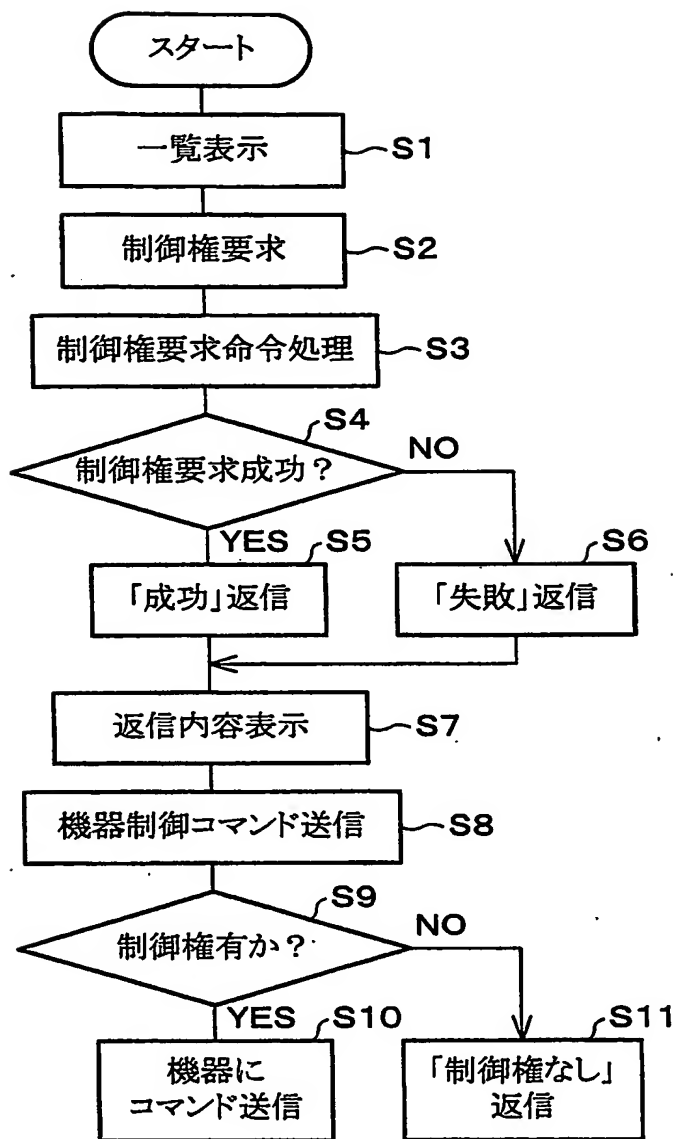 スタート
一覧表示
S1
制御権要求
S2
制御権要求命令処理
S3
S4
制御権要求成功?
NO
YES
S5
S6
「成功」返信
「失敗」返信
返信内容表示
S7
機器制御コマンド送信
S8
S9
制御権有か?
NO
YES
S10
S11
機器に
コマンド送信
「制御権なし」
返信